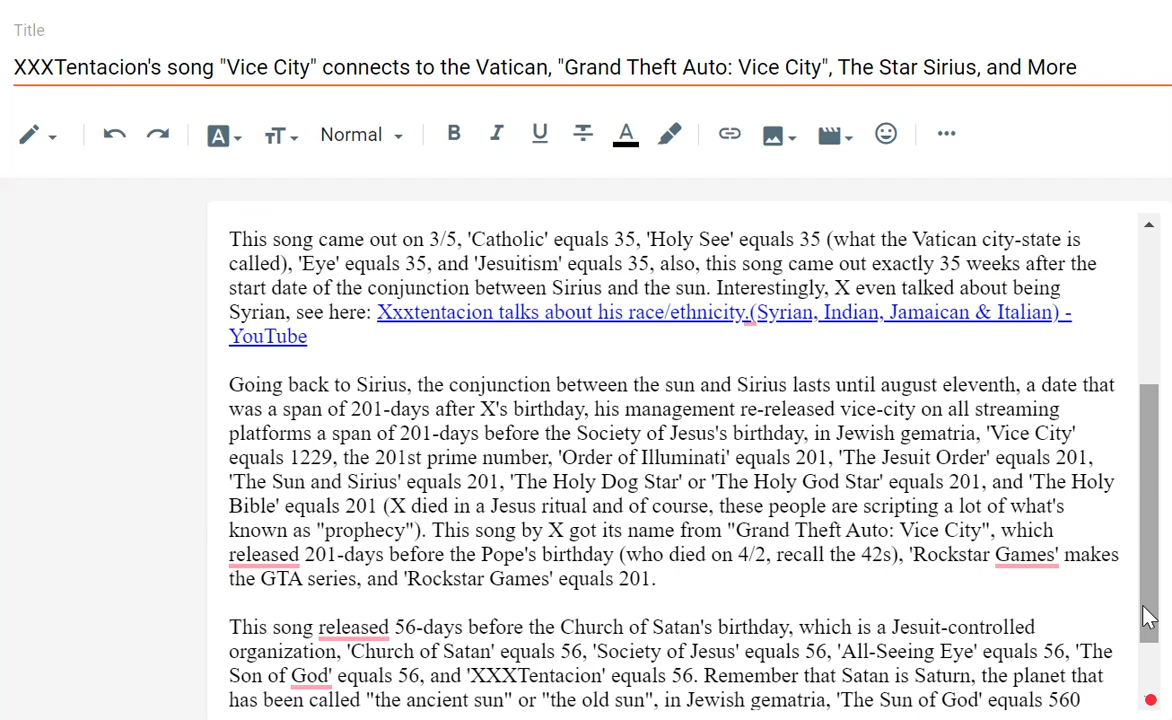 Title
XXXTentacion's song "Vice City" connects to the Vatican, "Grand Theft Auto: Vice City", The Star Sirius, and More
A
тT
Normal
B
I
U
A
This song came out on 3/5, 'Catholic' equals 35, 'Holy See' equals 35 (what the Vatican city-state is
called), 'Eye' equals 35, and 'Jesuitism' equals 35, also, this song came out exactly 35 weeks after the
start date of the conjunction between Sirius and the sun. Interestingly, X even talked about being
Syrian, see here: Xxxtentacion talks about his race/ethnicity.(Syrian, Indian, Jamaican & Italian) -
YouTube
Going back to Sirius, the conjunction between the sun and Sirius lasts until august eleventh, a date that
was a span of 201-days after X's birthday, his management re-released vice-city on all streaming
platforms a span of 201-days before the Society of Jesus's birthday, in Jewish gematria, 'Vice City'
equals 1229, the 201st prime number, 'Order of Illuminati' equals 201, 'The Jesuit Order' equals 201,
'The Sun and Sirius' equals 201, 'The Holy Dog Star' or 'The Holy God Star' equals 201, and 'The Holy
Bible' equals 201 (X died in a Jesus ritual and of course, these people are scripting a lot of what's
known as "prophecy"). This song by X got its name from "Grand Theft Auto: Vice City", which
released 201-days before the Pope's birthday (who died on 4/2, recall the 42s), 'Rockstar Games' makes
the GTA series, and 'Rockstar Games' equals 201.
This song released 56-days before the Church of Satan's birthday, which is a Jesuit-controlled
organization, 'Church of Satan' equals 56, 'Society of Jesus' equals 56, 'All-Seeing Eye' equals 56, 'The
Son of God' equals 56, and 'XXXTentacion' equals 56. Remember that Satan is Saturn, the planet that
has been called "the ancient sun" or "the old sun", in Jewish gematria, 'The Sun of God' equals 560